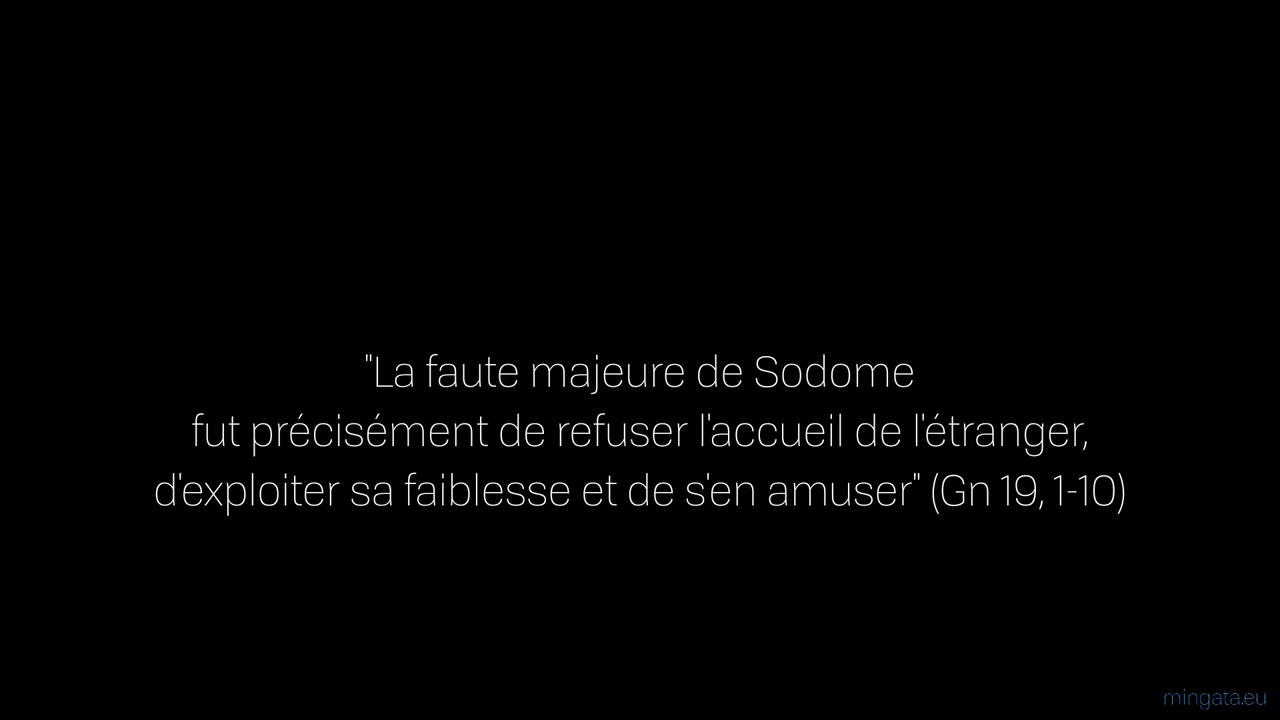 "La faute majeure de Sodome
fut précisément de refuser l'accueil de l'étranger,
d'exploiter sa faiblesse et de s'en amuser" (Gn 19, 1-10)
mingata.eu